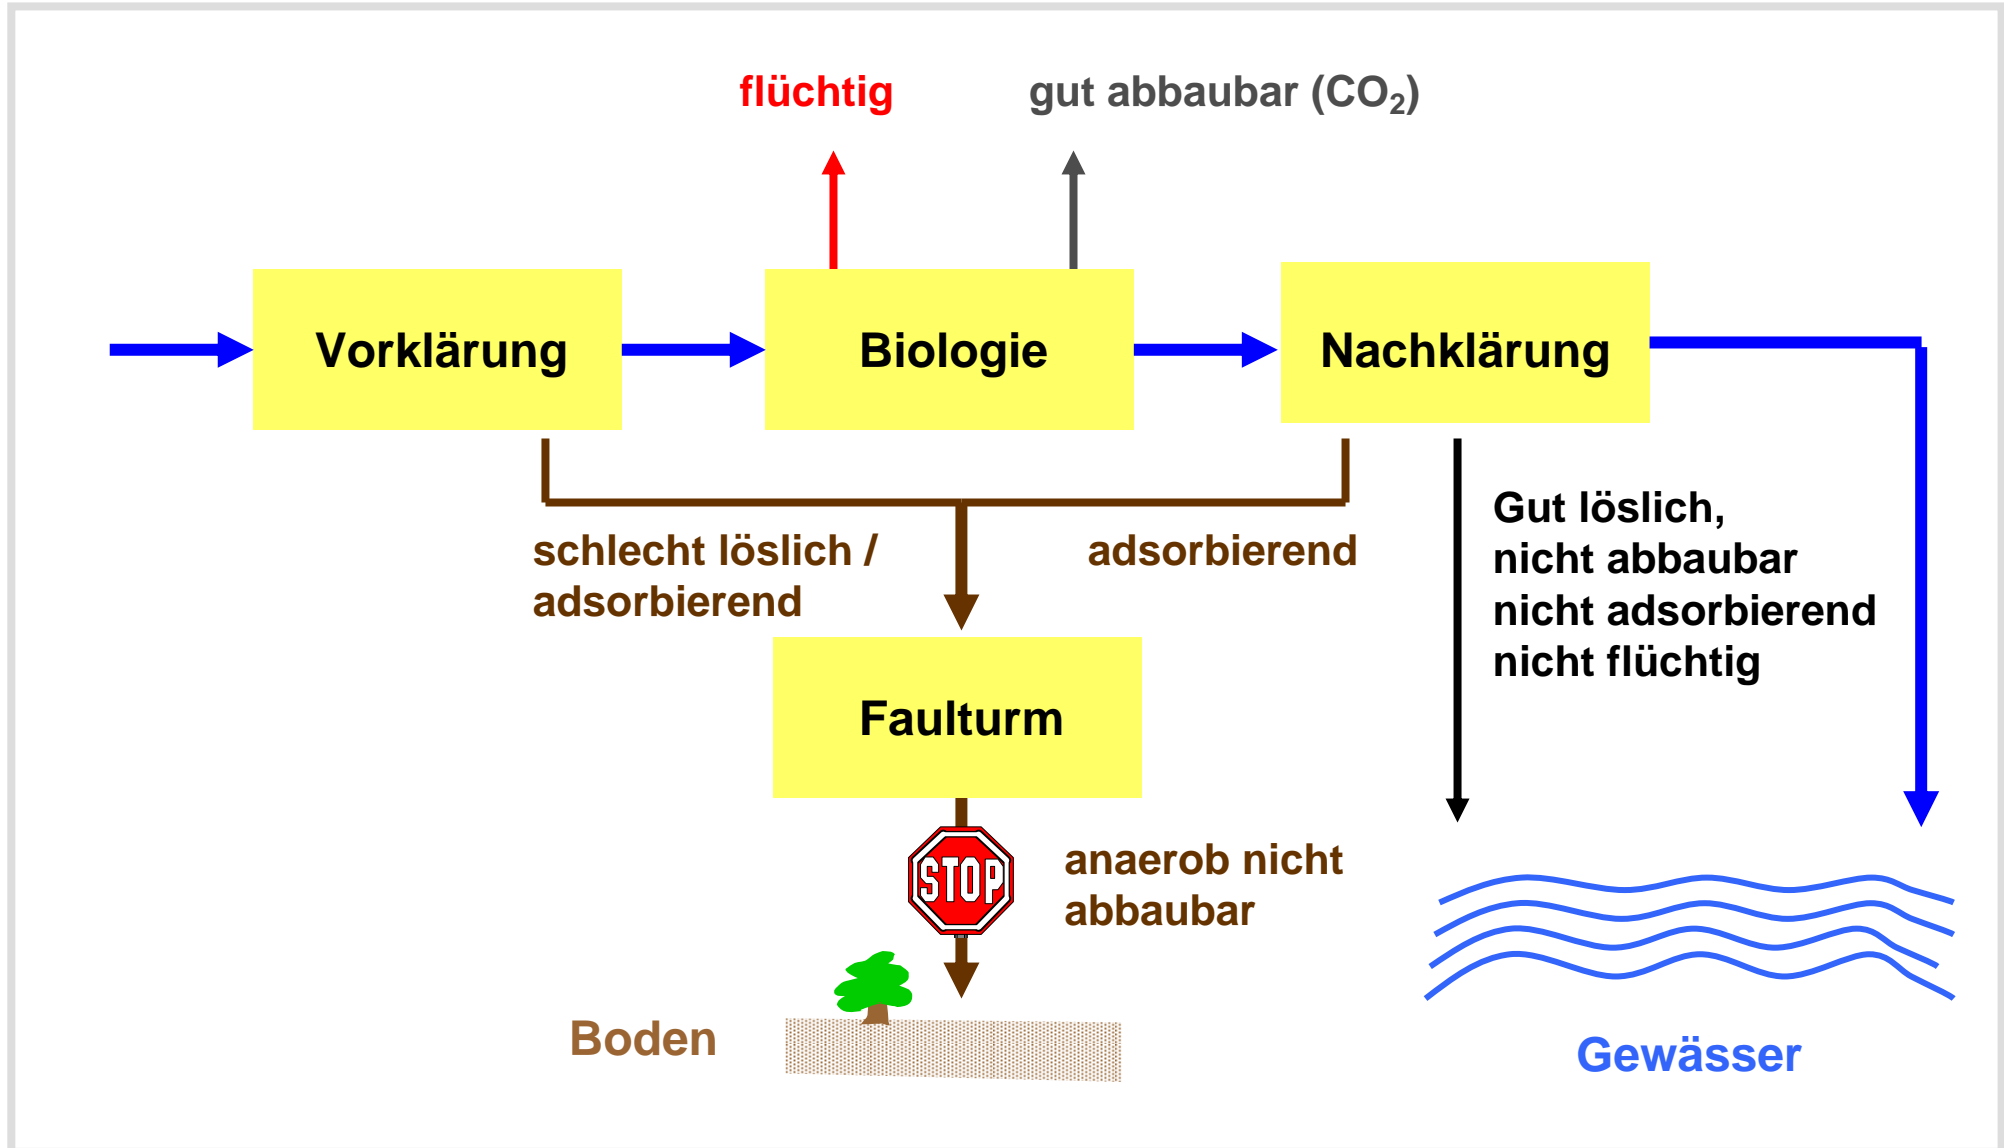 flüchtig
gut abbaubar (CO₂)
Vorklärung
Biologie
Nachklärung
schlecht löslich /
adsorbierend
adsorbierend
Gut löslich,
nicht abbaubar
nicht adsorbierend
nicht flüchtig
Faulturm
STOP
anaerob nicht
abbaubar
Boden
Gewässer